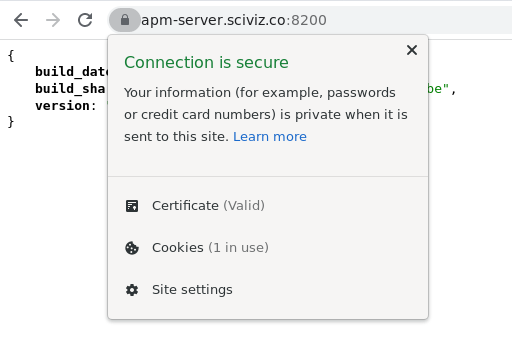 apm-server.sciviz.co:8200
{
build_date
build_sha be",
version:
}
Connection is secure
Your information (for example, passwords
or credit card numbers) is private when it is
sent to this site. Learn more
Certificate (Valid)
Cookies (1 in use)
Site settings